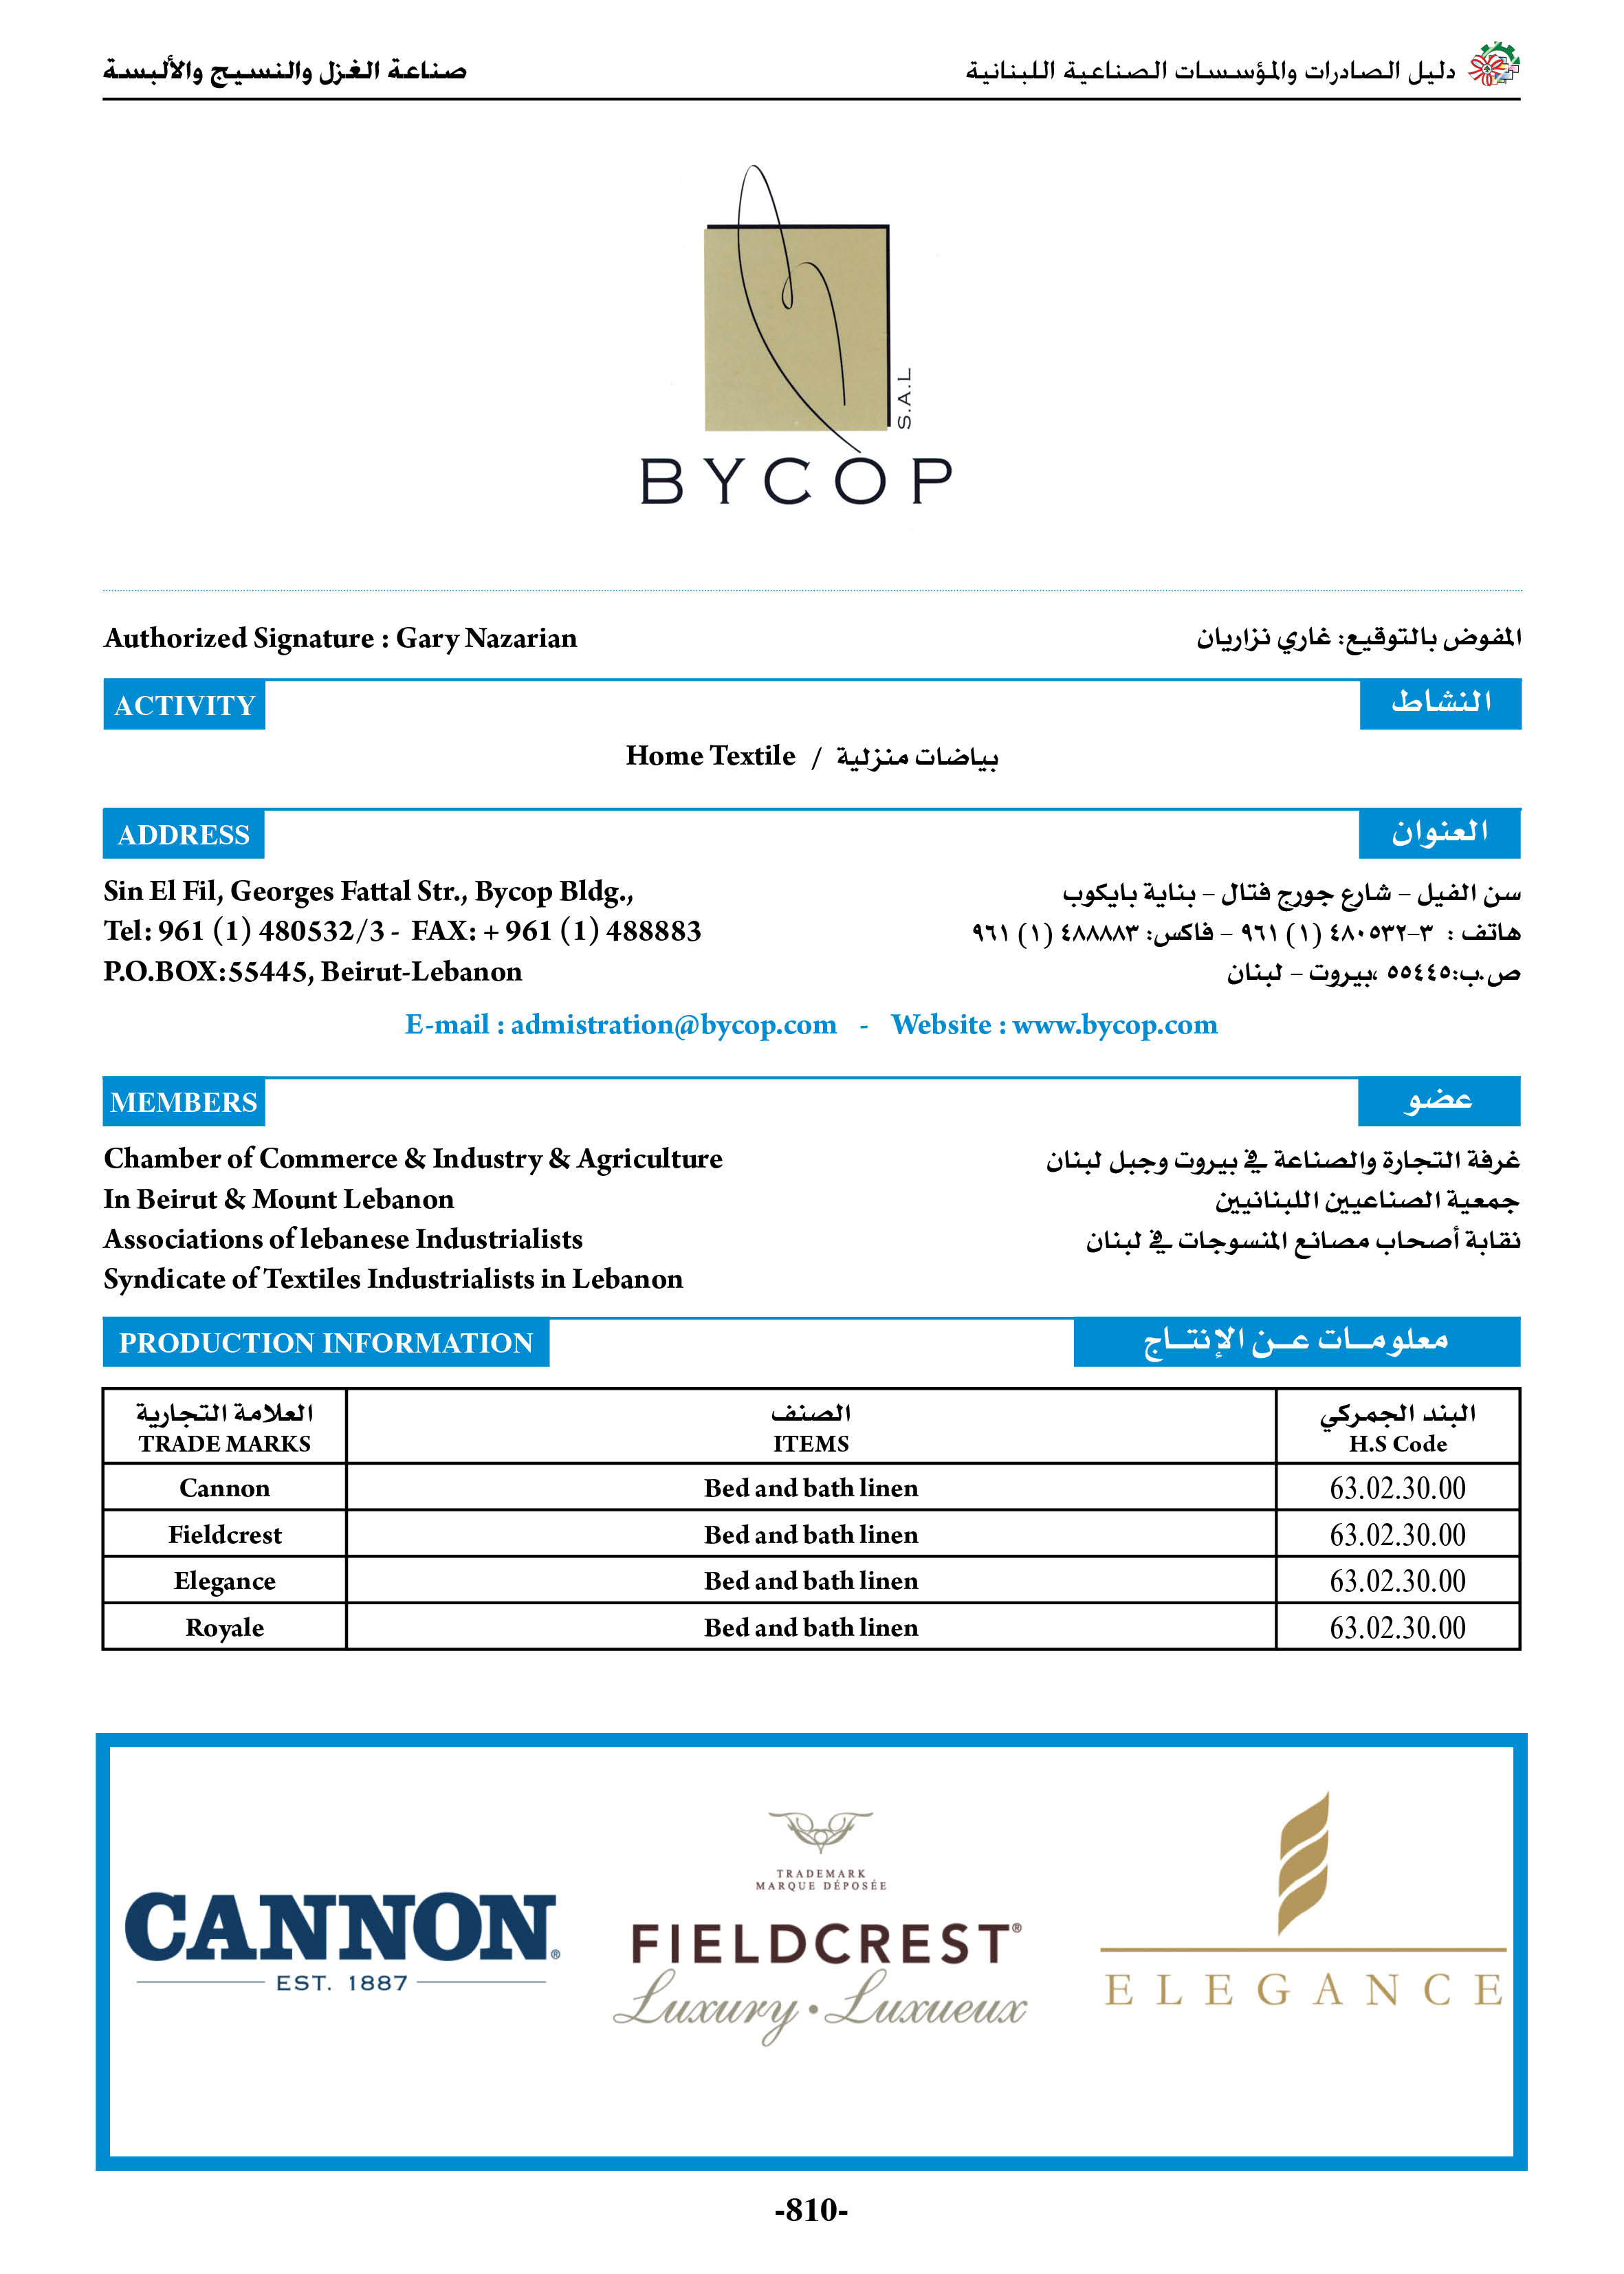 دليل الصادرات والمؤسسات الصناعية اللبنانية
صناعة الغزل والنسيج والألبسة
S.A.L
BYCOP
Authorized Signature : Gary Nazarian
المفوض بالتوقيع: غاري نزاريان
ACTIVITY
النشاط
Home Textile / بياضات منزلية
ADDRESS
العنوان
Sin El Fil, Georges Fattal Str., Bycop Bldg.,
Tel: 961 (1) 480532/3 - FAX: + 961 (1) 488883
P.O.BOX:55445, Beirut-Lebanon
سن الفيل – شارع جورج فتال – بناية بايكوب
هاتف : ٣-٤٨٠٥٣٢ (١) ٩٦١ – فاكس: ٤٨٨٨٨٣ (١) ٩٦١
ص.ب:٥٥٤٤٥ ،بيروت – لبنان
E-mail : admistration@bycop.com - Website : www.bycop.com
MEMBERS
عضو
Chamber of Commerce & Industry & Agriculture
In Beirut & Mount Lebanon
Associations of lebanese Industrialists
Syndicate of Textiles Industrialists in Lebanon
غرفة التجارة والصناعة في بيروت وجبل لبنان
جمعية الصناعيين اللبنانيين
نقابة أصحاب مصانع المنسوجات في لبنان
PRODUCTION INFORMATION
معلومـات عـن الإنتـاج
العلامة التجارية الصنف البند الجمركي
TRADE MARKS ITEMS H.S Code
Cannon Bed and bath linen 63.02.30.00
Fieldcrest Bed and bath linen 63.02.30.00
Elegance Bed and bath linen 63.02.30.00
Royale Bed and bath linen 63.02.30.00
CANNON®
EST. 1887
TRADEMARK
MARQUE DÉPOSÉE
FIELDCREST®
Luxury • Luxueux
ELEGANCE
-810-